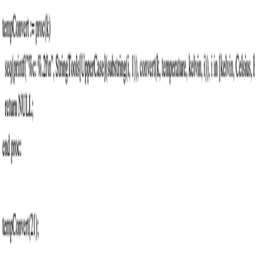 tempConvert := proc(k)
seq(printf("%c: %.2f\n", StringTools[UpperCase](substring(i, 1)), convert(k, temperature, kelvin, i)), i in [kelvin, Celsius, F
return NULL;
end proc:
tempConvert(21);